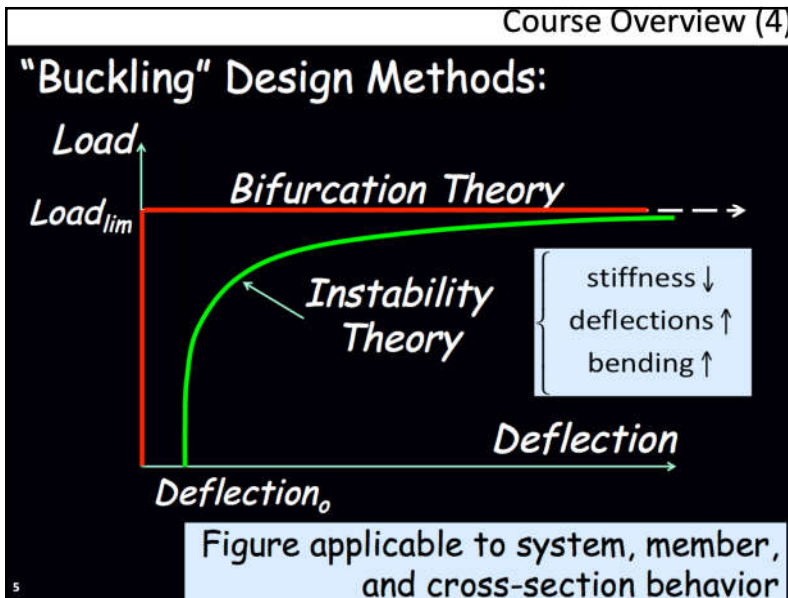 Course Overview (4)
“Buckling” Design Methods:
Load
Bifurcation Theory
Load_lim
Instability
Theory
stiffness ↓
deflections ↑
bending ↑
Deflection
Deflection_o
Figure applicable to system, member,
and cross-section behavior
5